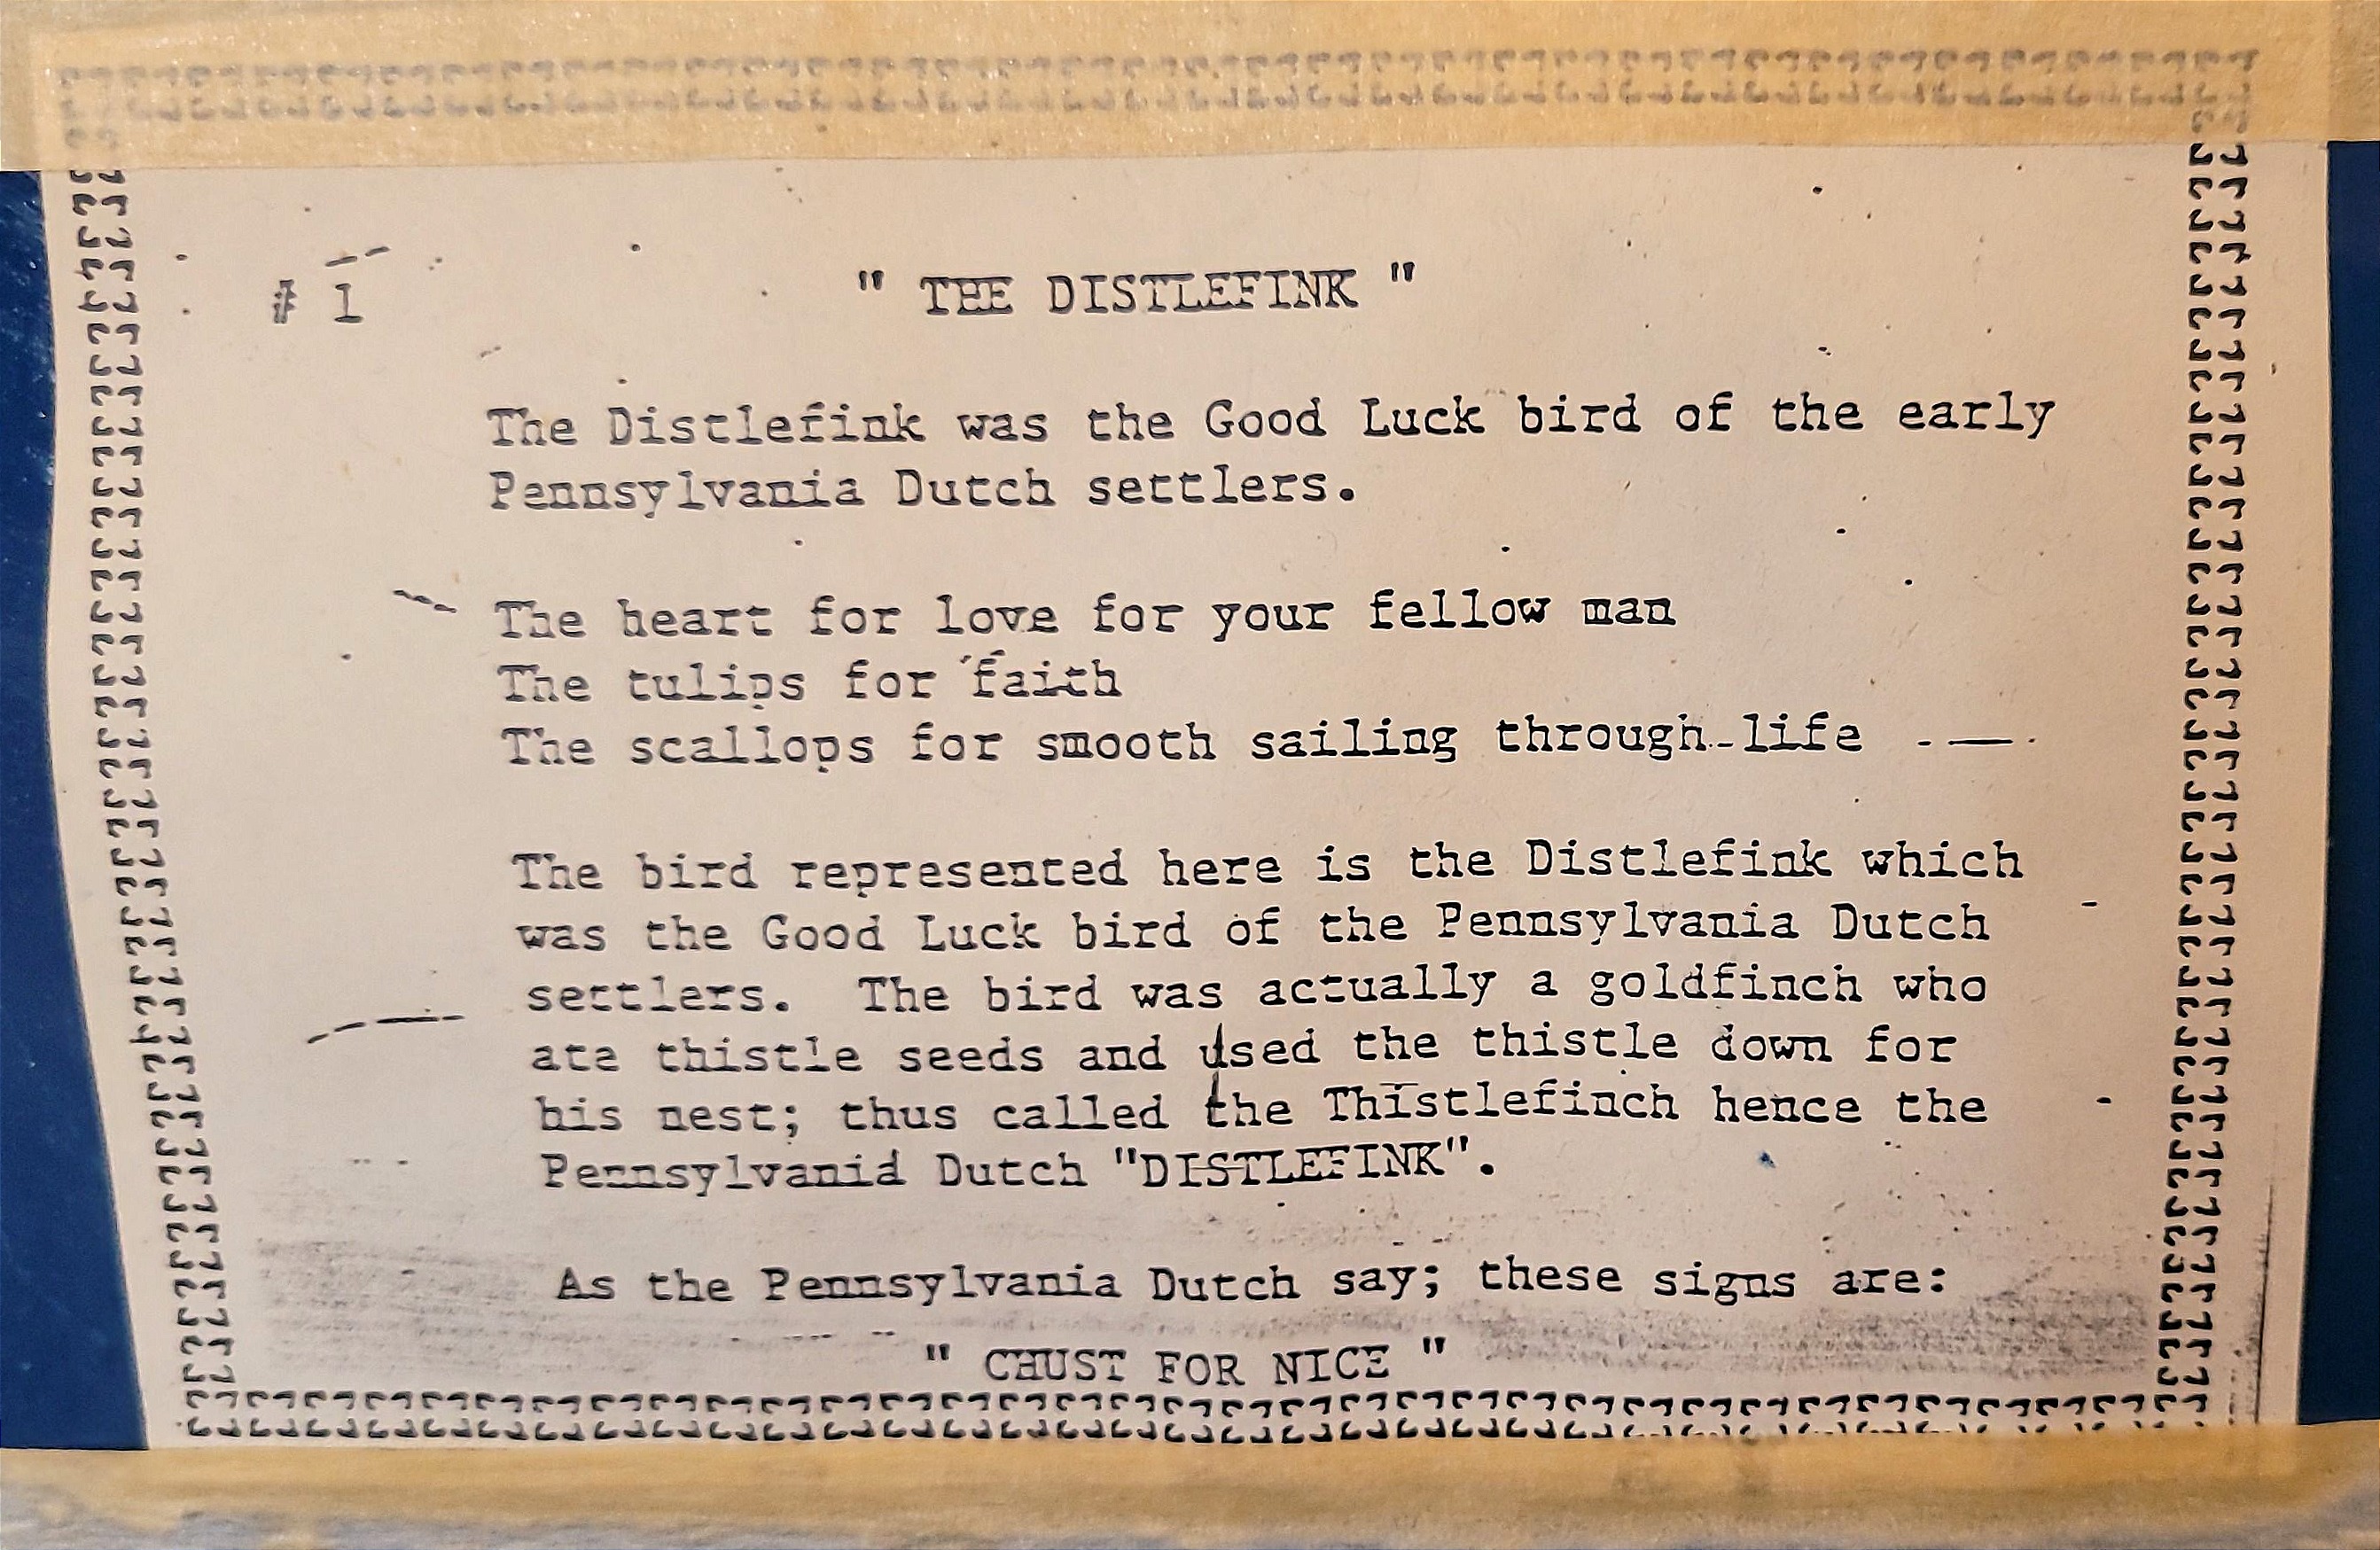 # 1
" THE DISTLEFINK "
The Distlefink was the Good Luck bird of the early
Pennsylvania Dutch settlers.
The heart for love for your fellow man
The tulips for faith
The scallops for smooth sailing through life
The bird represented here is the Distlefink which
was the Good Luck bird of the Pennsylvania Dutch
settlers. The bird was actually a goldfinch who
ate thistle seeds and used the thistle down for
his nest; thus called the Thistlefinch hence the
Pennsylvania Dutch "DISTLEFINK".
As the Pennsylvania Dutch say; these signs are:
" CHUST FOR NICE "